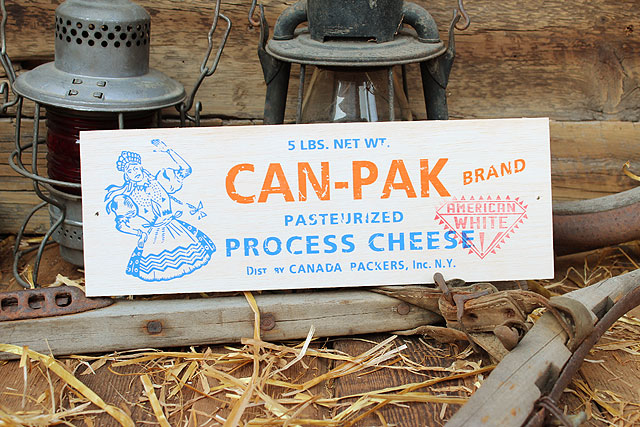 5 LBS. NET WT.
CAN-PAK BRAND
PASTEURIZED
PROCESS CHEESE
AMERICAN
WHITE
DIST BY CANADA PACKERS, Inc. N.Y.